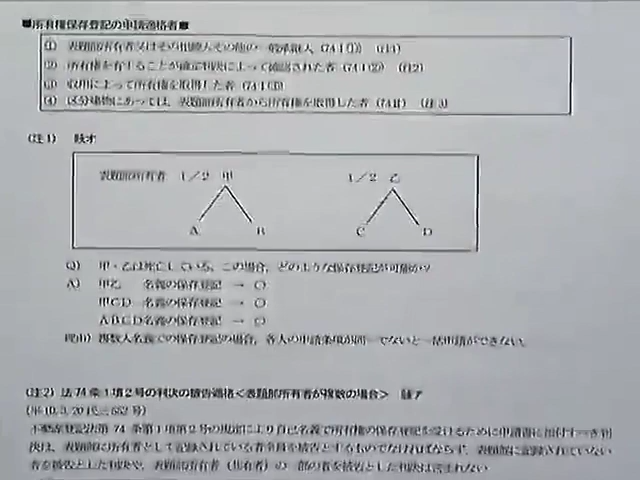 ■所有権保存登記の申請適格者■
① 表題部所有者又はその相続人その他の一般承継人（74Ⅰ①）（注1）
② 所有権を有することが確定判決によって確認された者（74Ⅰ②）（注2）
③ 収用によって所有権を取得した者（74Ⅰ③）
④ 区分建物にあっては、表題部所有者から所有権を取得した者（74Ⅱ）（注3）
（注1）
表題部所有者 1／2 甲 1／2 乙
A B C D
Q） 甲・乙は死亡している。この場合、どのような保存登記が可能か？
A） 甲乙 名義の保存登記 → ○
甲CD 名義の保存登記 → ○
ABCD名義の保存登記 → ○
理由）複数人名義での保存登記の場合、各人の申請条項が同一でないと一括申請ができない。
（注2）法74条1項2号の判決の被告適格＜表題部所有者が複数の場合＞
（平10.3.20民三552号）
不動産登記法第74条第1項第2号の規定により自己名義で所有権の保存登記を受けるために申請書に添付すべき判
決は、表題部に所有者として記録されている者全員を被告とするものでなければならず、表題部に記録されていない
者を被告とした判決や、表題部所有者（共有者）の一部の者を被告とした判決は含まれない